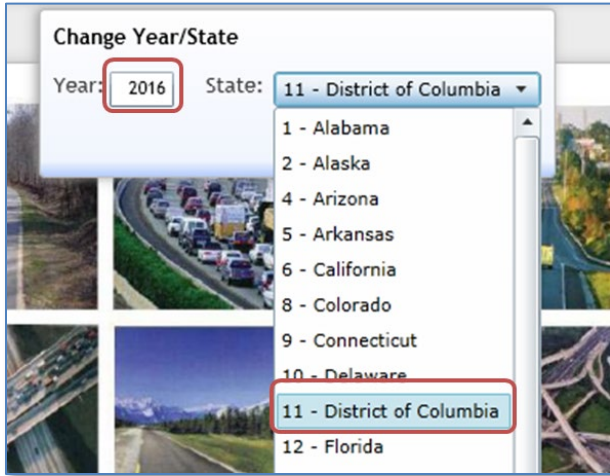 Change Year/State
Year: 2016 State: 11 - District of Columbia
1 - Alabama
2 - Alaska
4 - Arizona
5 - Arkansas
6 - California
8 - Colorado
9 - Connecticut
10 - Delaware
11 - District of Columbia
12 - Florida